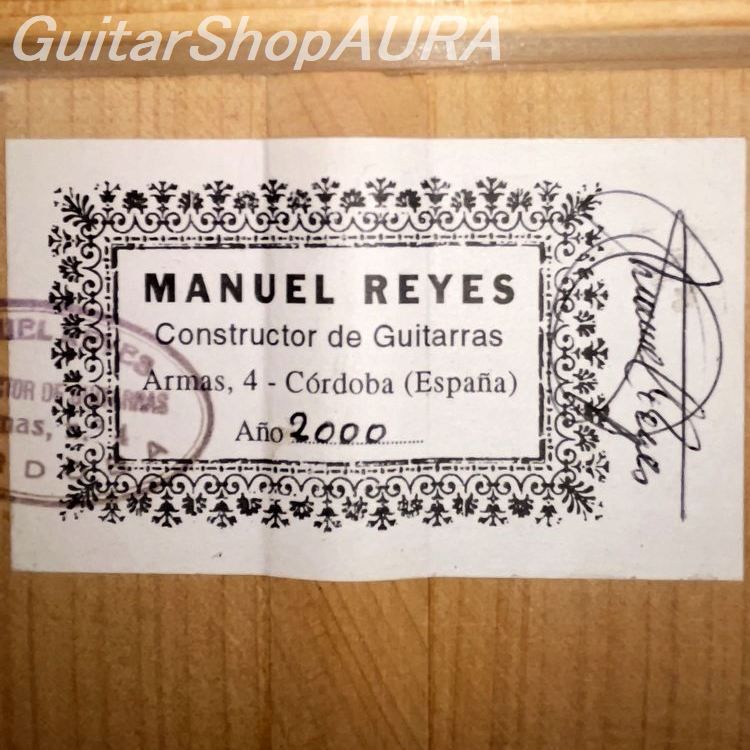 GuitarShopAURA
MANUEL REYES
Constructor de Guitarras
Armas, 4 - Córdoba (España)
Año 2000
Manuel Reyes